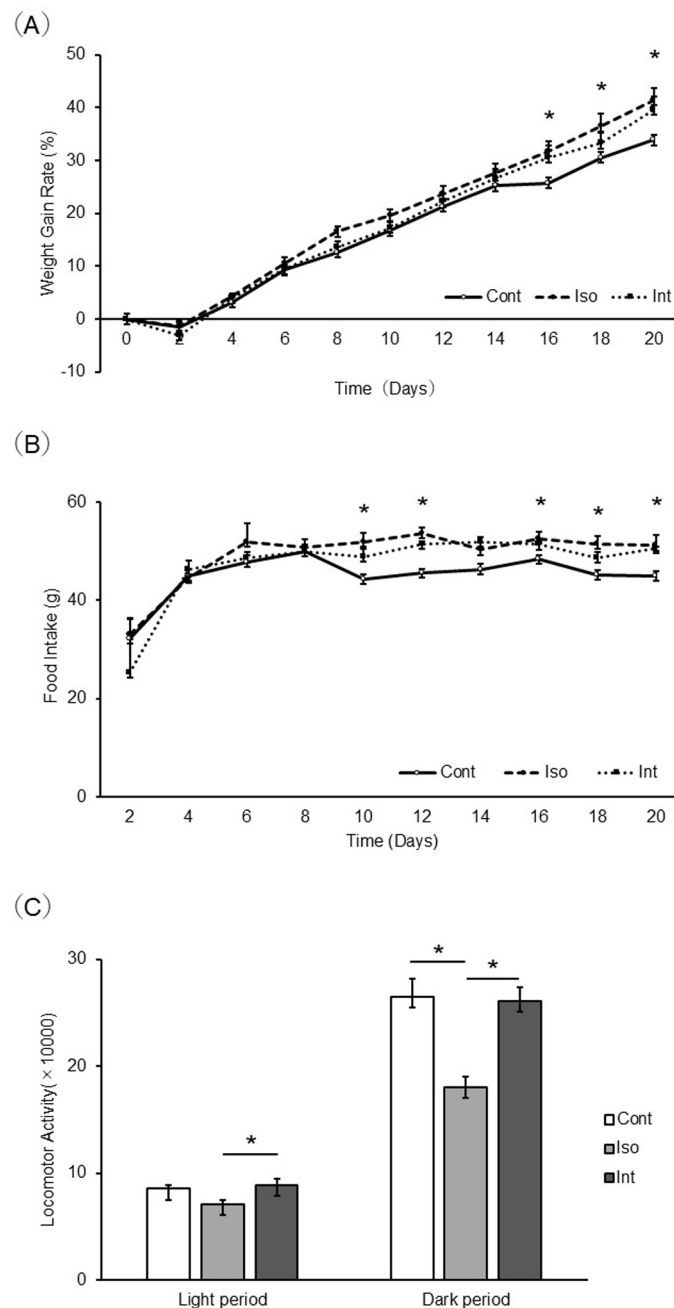 （A）
* * *
50
40
30
20
10
0
-10
Weight Gain Rate (%)
Cont Iso Int
0 2 4 6 8 10 12 14 16 18 20
Time（Days）
（B）
* * * * *
60
40
20
0
Food Intake (g)
Cont Iso Int
2 4 6 8 10 12 14 16 18 20
Time (Days)
（C）
* *
*
30
20
10
0
Locomotor Activity(×10000)
Cont
Iso
Int
Light period Dark period